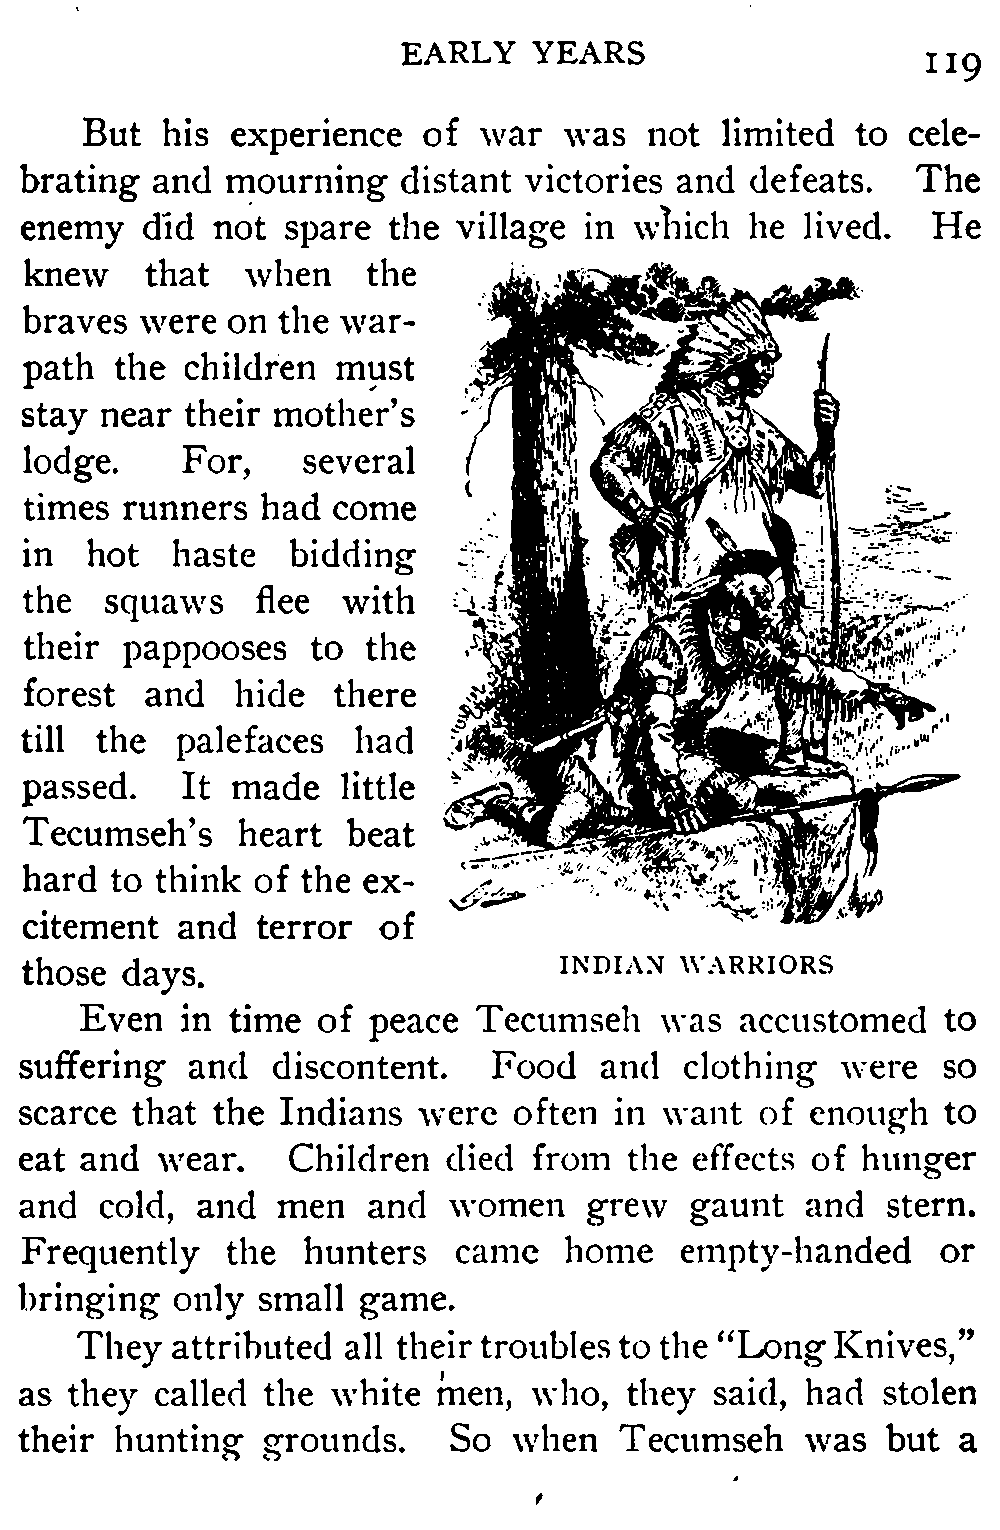 EARLY YEARS
119
But his experience of war was not limited to cele-
brating and mourning distant victories and defeats. The
enemy did not spare the village in which he lived. He
knew that when the
braves were on the war-
path the children must
stay near their mother's
lodge. For, several
times runners had come
in hot haste bidding
the squaws flee with
their pappooses to the
forest and hide there
till the palefaces had
passed. It made little
Tecumseh's heart beat
hard to think of the ex-
citement and terror of
those days.
INDIAN WARRIORS
Even in time of peace Tecumseh was accustomed to
suffering and discontent. Food and clothing were so
scarce that the Indians were often in want of enough to
eat and wear. Children died from the effects of hunger
and cold, and men and women grew gaunt and stern.
Frequently the hunters came home empty-handed or
bringing only small game.
They attributed all their troubles to the "Long Knives,"
as they called the white men, who, they said, had stolen
their hunting grounds. So when Tecumseh was but a